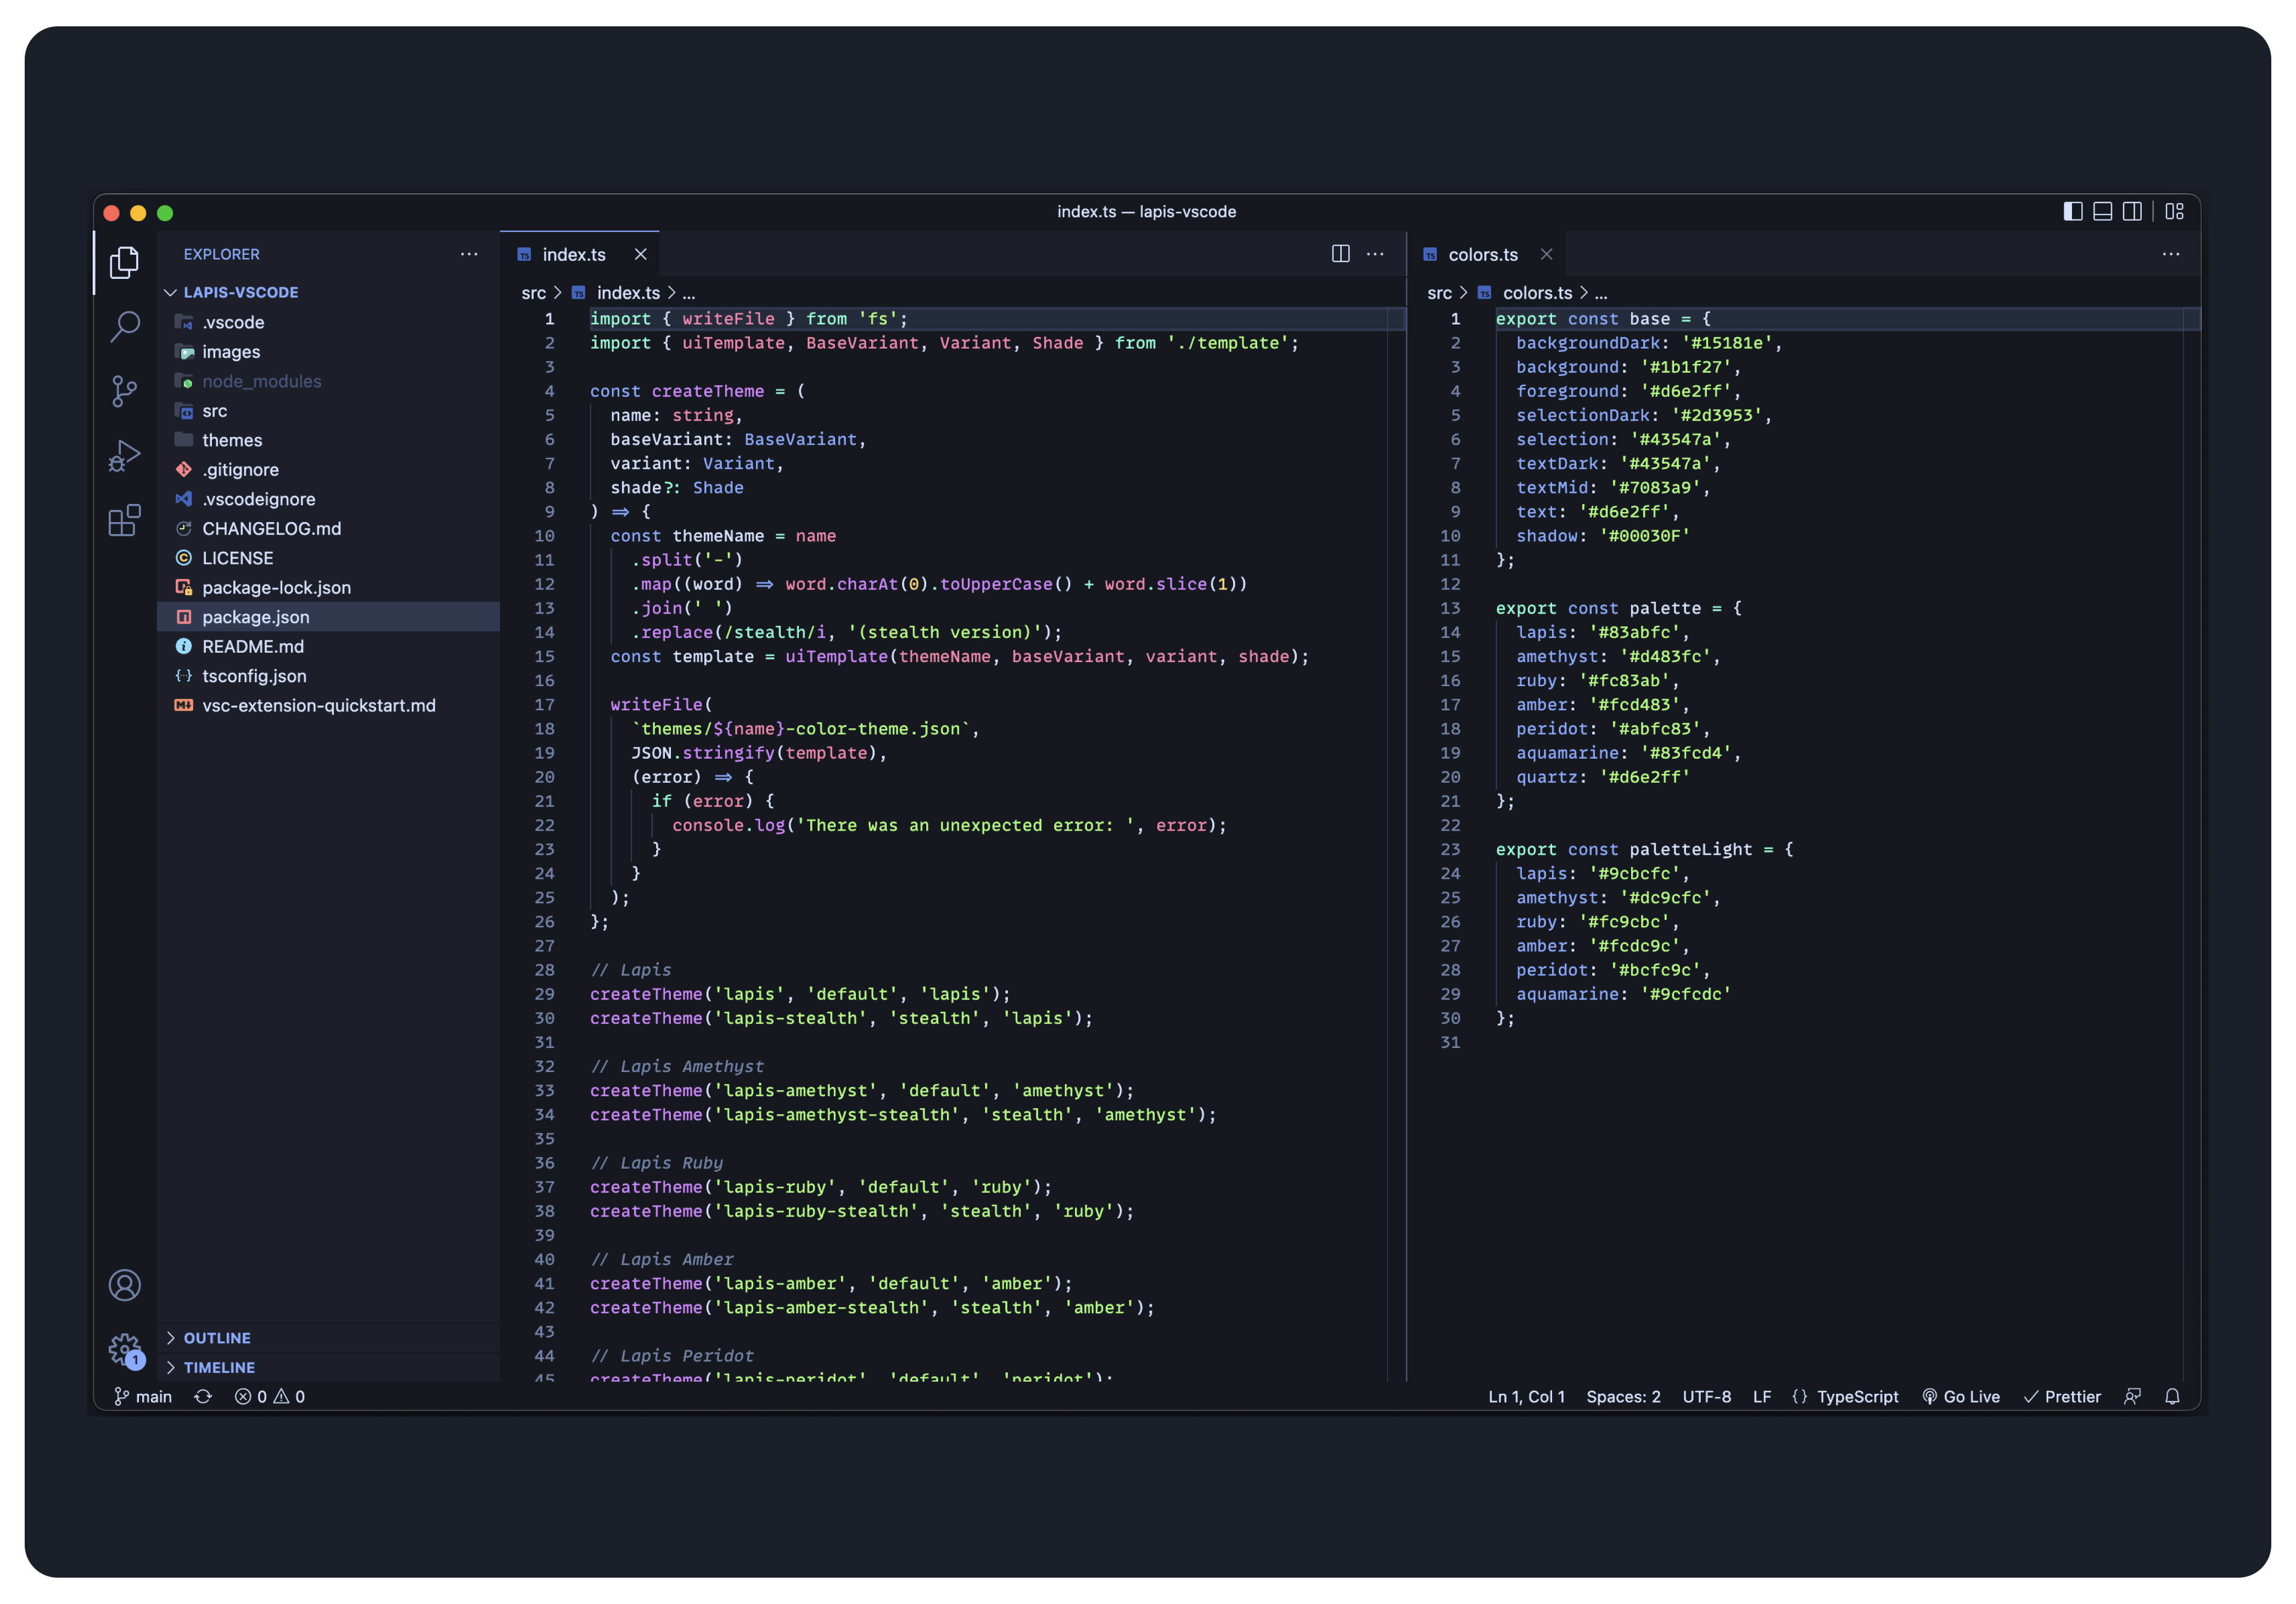 index.ts — lapis-vscode
EXPLORER
LAPIS-VSCODE
.vscode
images
node_modules
src
themes
.gitignore
.vscodeignore
CHANGELOG.md
LICENSE
package-lock.json
package.json
README.md
tsconfig.json
vsc-extension-quickstart.md
OUTLINE
TIMELINE
1
index.ts
src > index.ts > ...
1 import { writeFile } from 'fs';
2 import { uiTemplate, BaseVariant, Variant, Shade } from './template';
3
4 const createTheme = (
5 name: string,
6 baseVariant: BaseVariant,
7 variant: Variant,
8 shade?: Shade
9 ) => {
10 const themeName = name
11 .split('-')
12 .map((word) => word.charAt(0).toUpperCase() + word.slice(1))
13 .join(' ')
14 .replace(/stealth/i, '(stealth version)');
15 const template = uiTemplate(themeName, baseVariant, variant, shade);
16
17 writeFile(
18 `themes/${name}-color-theme.json`,
19 JSON.stringify(template),
20 (error) => {
21 if (error) {
22 console.log('There was an unexpected error: ', error);
23 }
24 }
25 );
26 };
27
28 // Lapis
29 createTheme('lapis', 'default', 'lapis');
30 createTheme('lapis-stealth', 'stealth', 'lapis');
31
32 // Lapis Amethyst
33 createTheme('lapis-amethyst', 'default', 'amethyst');
34 createTheme('lapis-amethyst-stealth', 'stealth', 'amethyst');
35
36 // Lapis Ruby
37 createTheme('lapis-ruby', 'default', 'ruby');
38 createTheme('lapis-ruby-stealth', 'stealth', 'ruby');
39
40 // Lapis Amber
41 createTheme('lapis-amber', 'default', 'amber');
42 createTheme('lapis-amber-stealth', 'stealth', 'amber');
43
44 // Lapis Peridot
45 createTheme('lapis-peridot', 'default', 'peridot');
colors.ts
src > colors.ts > ...
1 export const base = {
2 backgroundDark: '#15181e',
3 background: '#1b1f27',
4 foreground: '#d6e2ff',
5 selectionDark: '#2d3953',
6 selection: '#43547a',
7 textDark: '#43547a',
8 textMid: '#7083a9',
9 text: '#d6e2ff',
10 shadow: '#00030F'
11 };
12
13 export const palette = {
14 lapis: '#83abfc',
15 amethyst: '#d483fc',
16 ruby: '#fc83ab',
17 amber: '#fcd483',
18 peridot: '#abfc83',
19 aquamarine: '#83fcd4',
20 quartz: '#d6e2ff'
21 };
22
23 export const paletteLight = {
24 lapis: '#9cbcfc',
25 amethyst: '#dc9cfc',
26 ruby: '#fc9cbc',
27 amber: '#fcdc9c',
28 peridot: '#bcfc9c',
29 aquamarine: '#9cfcdc'
30 };
31
main 0 0 Ln 1, Col 1 Spaces: 2 UTF-8 LF {} TypeScript Go Live Prettier